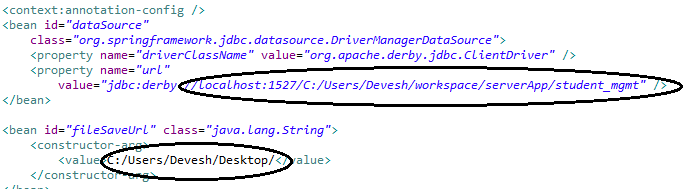 <context:annotation-config />
<bean id="dataSource"
class="org.springframework.jdbc.datasource.DriverManagerDataSource">
<property name="driverClassName" value="org.apache.derby.jdbc.ClientDriver" />
<property name="url"
value="jdbc:derby://localhost:1527/C:/Users/Devesh/workspace/serverApp/student_mgmt" />
</bean>
<bean id="fileSaveUrl" class="java.lang.String">
<constructor-arg>
<value>C:/Users/Devesh/Desktop/</value>
</constructor-arg>
</bean>